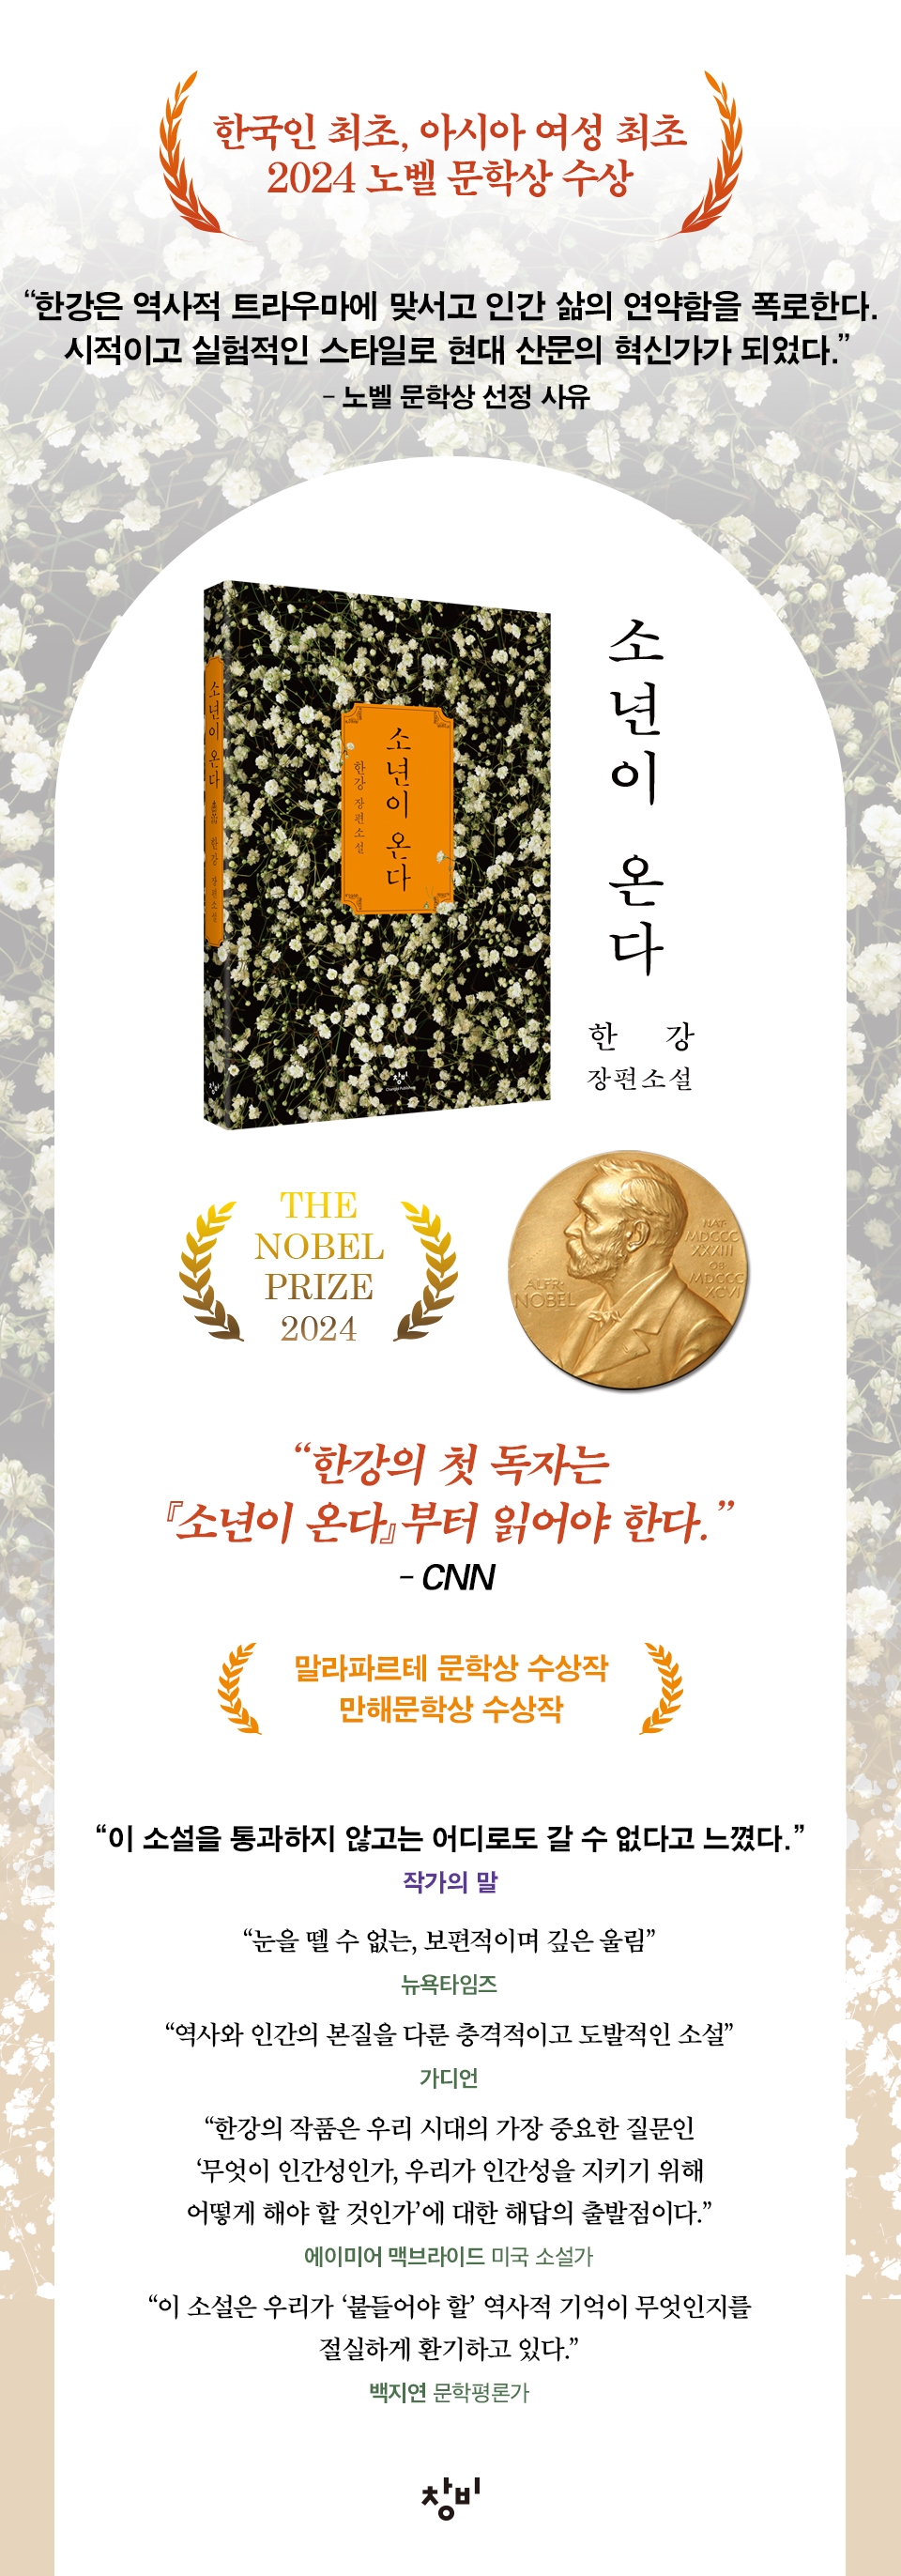 한국인 최초, 아시아 여성 최초
2024 노벨 문학상 수상
“한강은 역사적 트라우마에 맞서고 인간 삶의 연약함을 폭로한다.
시적이고 실험적인 스타일로 현대 산문의 혁신가가 되었다.”
- 노벨 문학상 선정 사유
소년이 온다
한강 장편소설
소년이 온다
한강 장편소설
창비
창비
소년이 온다
한 강
장편소설
THE
NOBEL
PRIZE
2024
ALFR·
NOBEL
NAT·
MDCCC
XXXIII
OB·
MDCCC
XCVI
“한강의 첫 독자는
『소년이 온다』부터 읽어야 한다.”
- CNN
말라파르테 문학상 수상작
만해문학상 수상작
“이 소설을 통과하지 않고는 어디로도 갈 수 없다고 느꼈다.”
작가의 말
“눈을 뗄 수 없는, 보편적이며 깊은 울림”
뉴욕타임즈
“역사와 인간의 본질을 다룬 충격적이고 도발적인 소설”
가디언
“한강의 작품은 우리 시대의 가장 중요한 질문인
‘무엇이 인간성인가, 우리가 인간성을 지키기 위해
어떻게 해야 할 것인가’에 대한 해답의 출발점이다.”
에이미어 맥브라이드 미국 소설가
“이 소설은 우리가 ‘붙들어야 할’ 역사적 기억이 무엇인지를
절실하게 환기하고 있다.”
백지연 문학평론가
창비